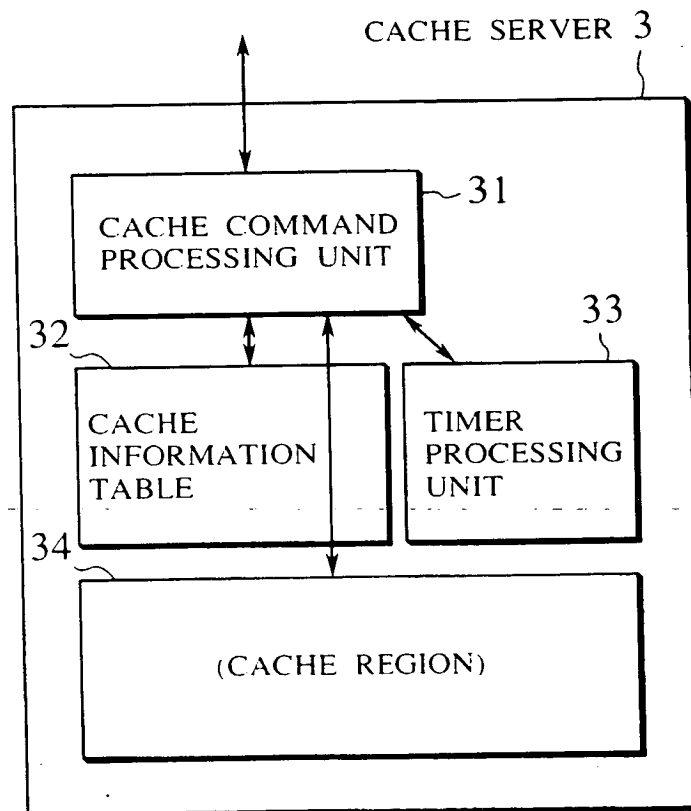 CACHE SERVER 3
31
CACHE COMMAND
PROCESSING UNIT
32
33
CACHE
INFORMATION
TABLE
TIMER
PROCESSING
UNIT
34
(CACHE REGION)